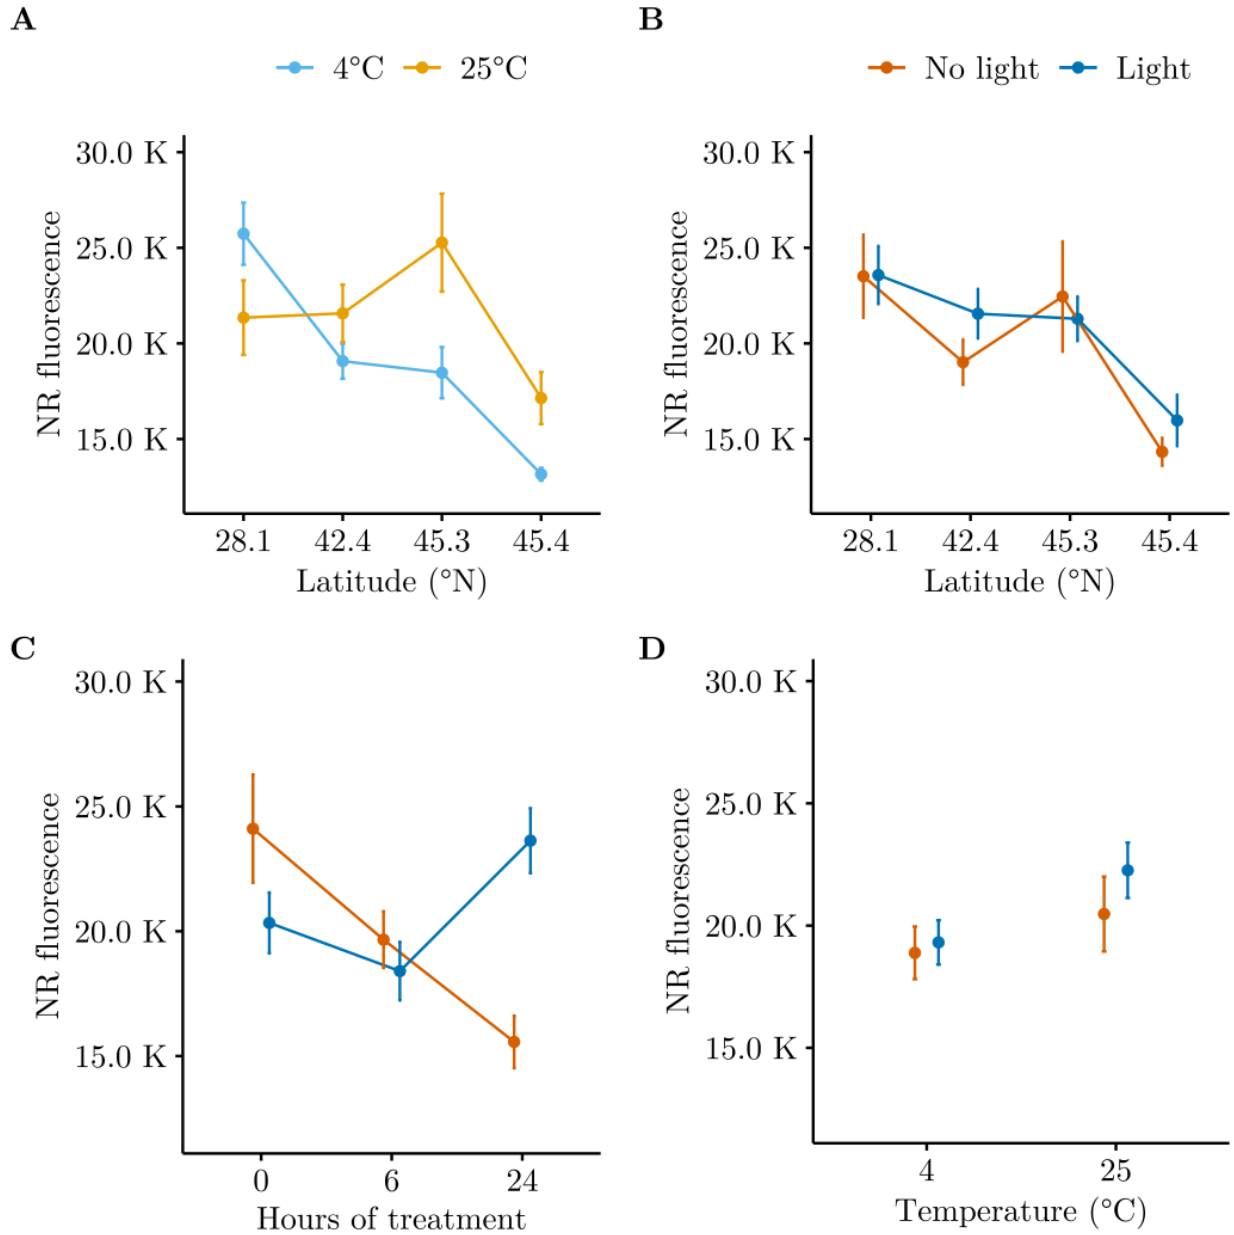 A
4°C 25°C
30.0 K
25.0 K
20.0 K
15.0 K
NR fluorescence
28.1 42.4 45.3 45.4
Latitude (°N)
B
No light Light
30.0 K
25.0 K
20.0 K
15.0 K
NR fluorescence
28.1 42.4 45.3 45.4
Latitude (°N)
C
30.0 K
25.0 K
20.0 K
15.0 K
NR fluorescence
0 6 24
Hours of treatment
D
30.0 K
25.0 K
20.0 K
15.0 K
NR fluorescence
4 25
Temperature (°C)